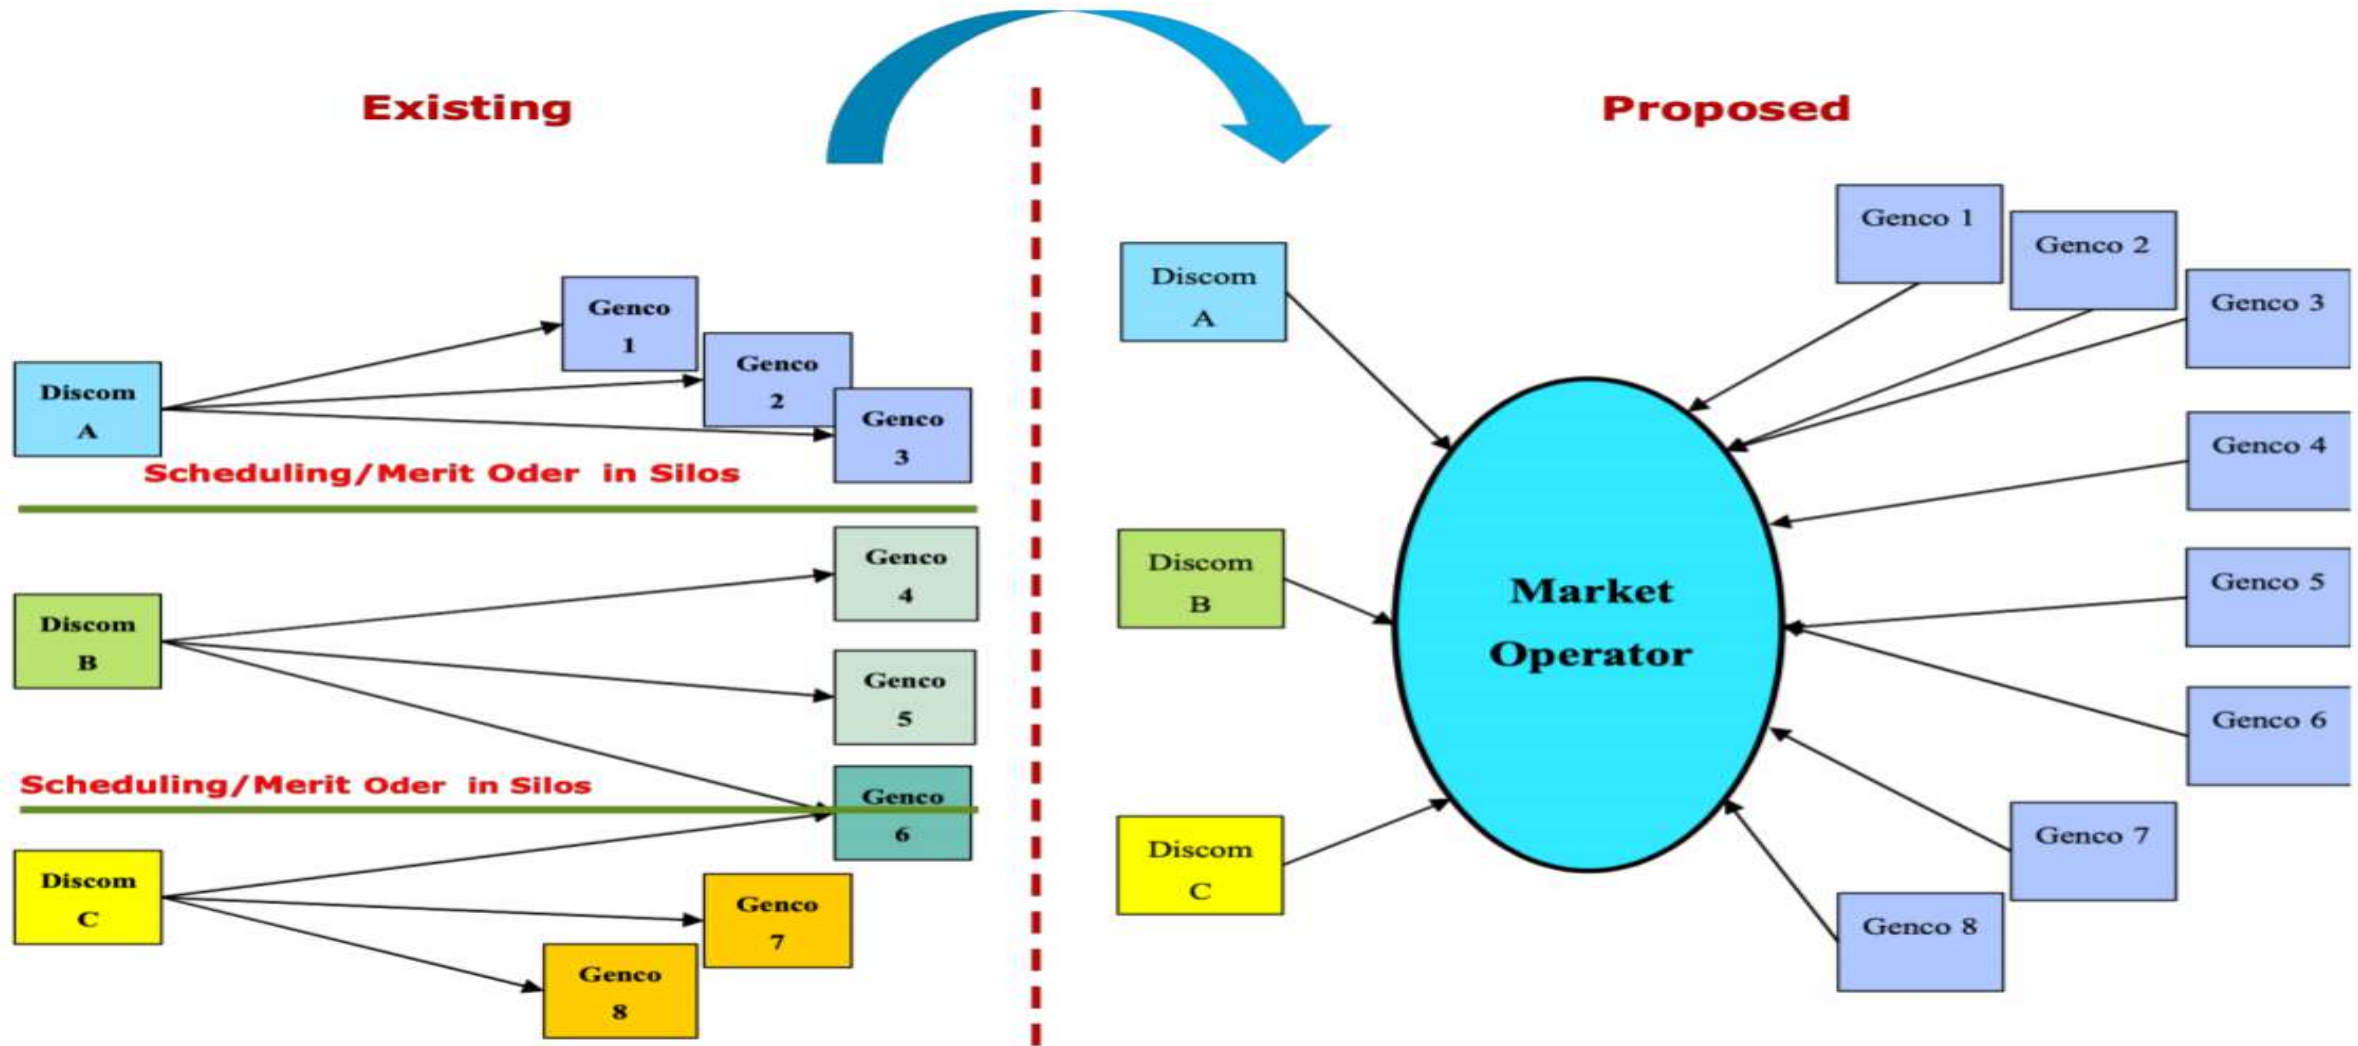 Existing
Genco
1
Genco
2
Genco
3
Discom
A
Scheduling/Merit Oder in Silos
Genco
4
Discom
B
Genco
5
Scheduling/Merit Oder in Silos
Genco
6
Discom
C
Genco
7
Genco
8
Proposed
Genco 1
Genco 2
Genco 3
Discom
A
Genco 4
Discom
B
Market
Operator
Genco 5
Genco 6
Discom
C
Genco 7
Genco 8